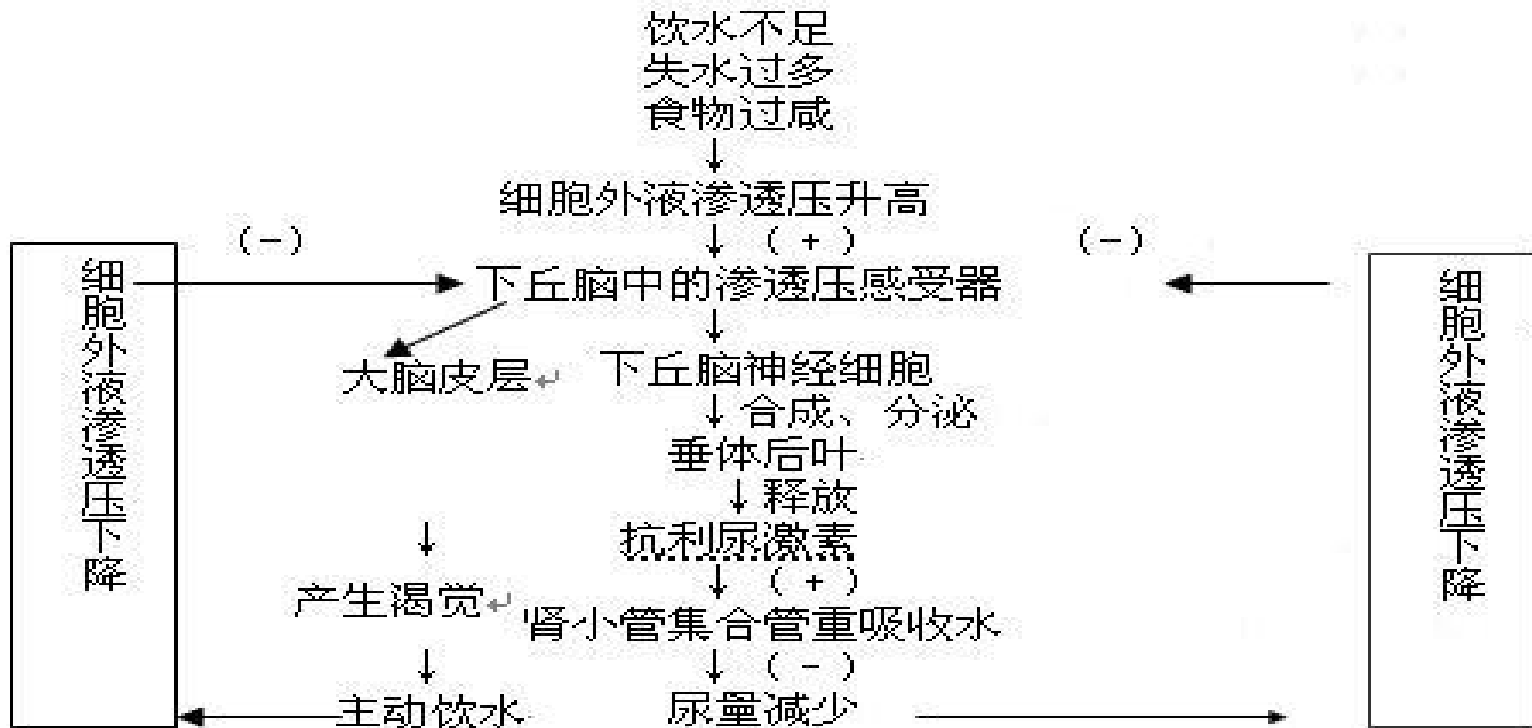 饮水不足
失水过多
食物过咸
↓
细胞外液渗透压升高
(-)
↓ (+)
(-)
细胞外液渗透压下降
下丘脑中的渗透压感受器
细胞外液渗透压下降
↓
大脑皮层↵
下丘脑神经细胞
↓合成、分泌
垂体后叶
↓释放
↓
抗利尿激素
↓ (+)
产生渴觉↵
肾小管集合管重吸收水
↓
↓ (-)
主动饮水
尿量减少